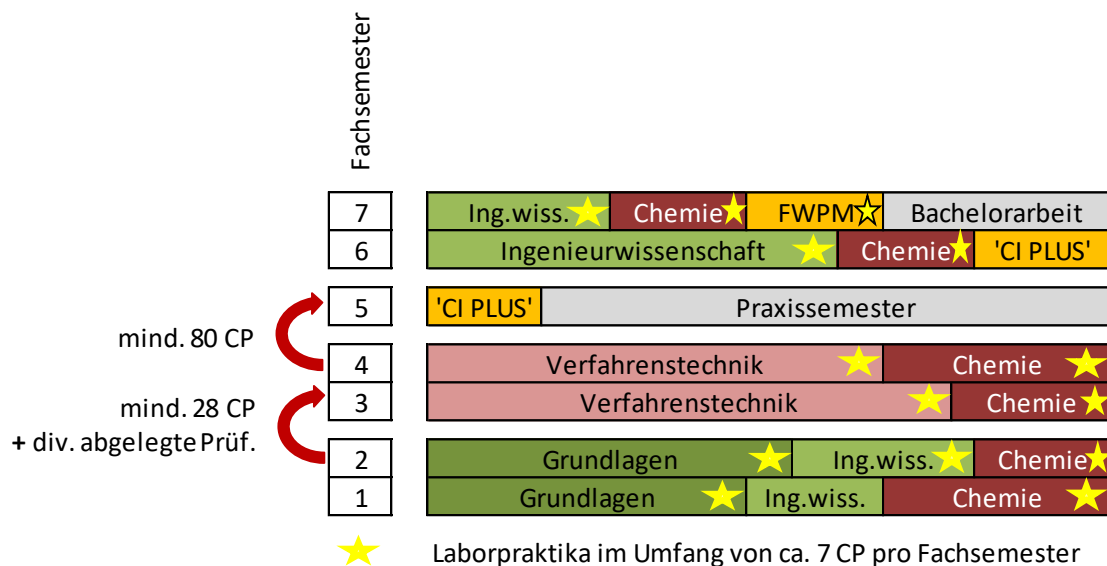 Fachsemester
7 Ing.wiss. Chemie FWPM Bachelorarbeit
6 Ingenieurwissenschaft Chemie 'CI PLUS'
5 'CI PLUS' Praxissemester
mind. 80 CP
4 Verfahrenstechnik Chemie
3 Verfahrenstechnik Chemie
mind. 28 CP
+ div. abgelegte Prüf.
2 Grundlagen Ing.wiss. Chemie
1 Grundlagen Ing.wiss. Chemie
Laborpraktika im Umfang von ca. 7 CP pro Fachsemester